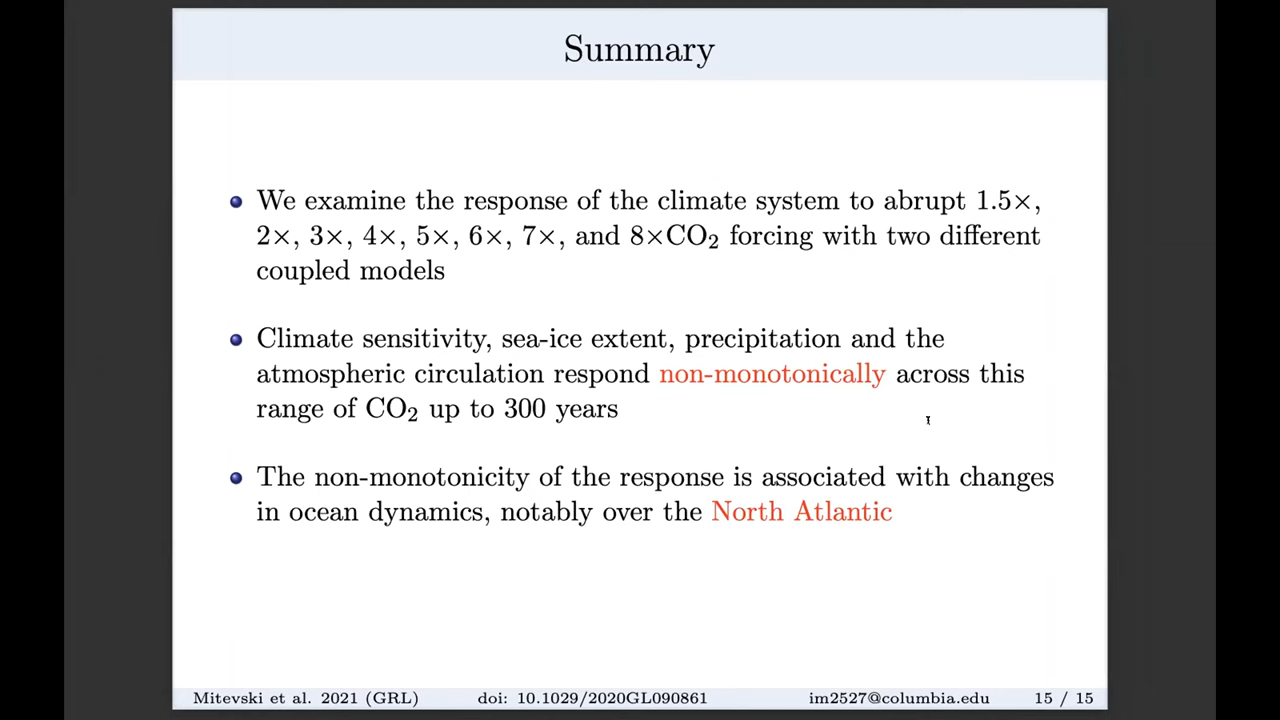 Summary
We examine the response of the climate system to abrupt 1.5×,
2×, 3×, 4×, 5×, 6×, 7×, and 8×CO₂ forcing with two different
coupled models
Climate sensitivity, sea-ice extent, precipitation and the
atmospheric circulation respond non-monotonically across this
range of CO₂ up to 300 years
The non-monotonicity of the response is associated with changes
in ocean dynamics, notably over the North Atlantic
Mitevski et al. 2021 (GRL) doi: 10.1029/2020GL090861 im2527@columbia.edu 15 / 15